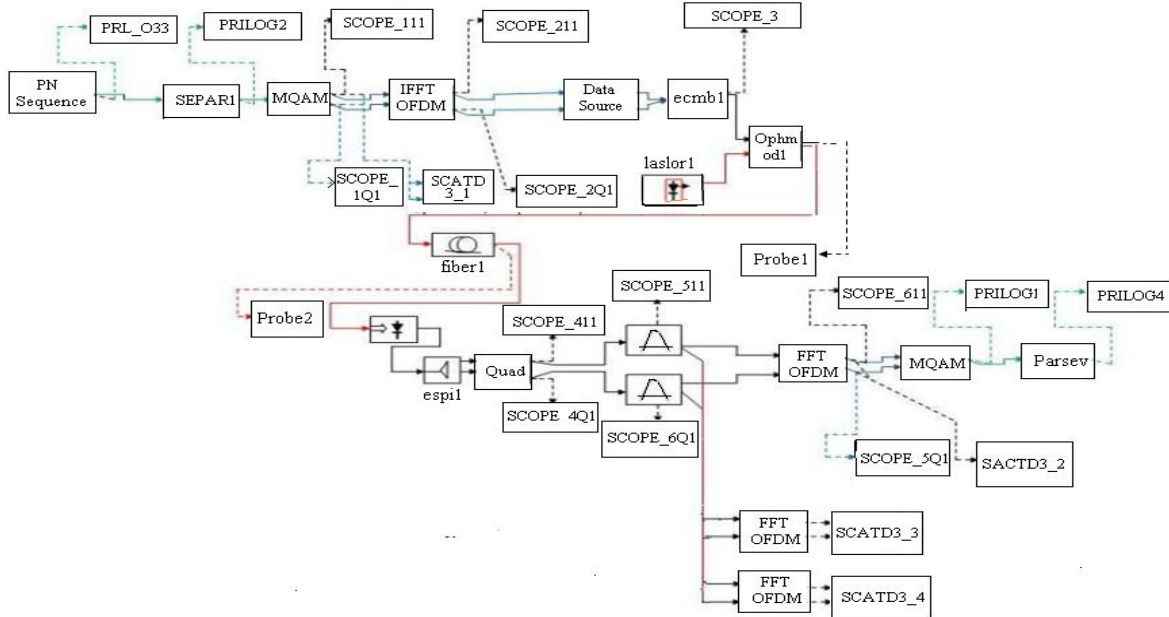 PRL_O33
PRILOG2
SCOPE_111
SCOPE_211
SCOPE_3
PN
Sequence
SEPAR1
MQAM
IFFT
OFDM
Data
Source
ecmb1
Ophm
od1
laslor1
SCOPE_
1Q1
SCATD
3_1
SCOPE_2Q1
fiber1
Probe1
Probe2
SCOPE_411
SCOPE_511
SCOPE_611
PRILOG1
PRILOG4
espi1
Quad
FFT
OFDM
MQAM
Parsev
SCOPE 4Q1
SCOPE_6Q1
SCOPE_5Q1
SACTD3_2
FFT
OFDM
SCATD3_3
FFT
OFDM
SCATD3_4